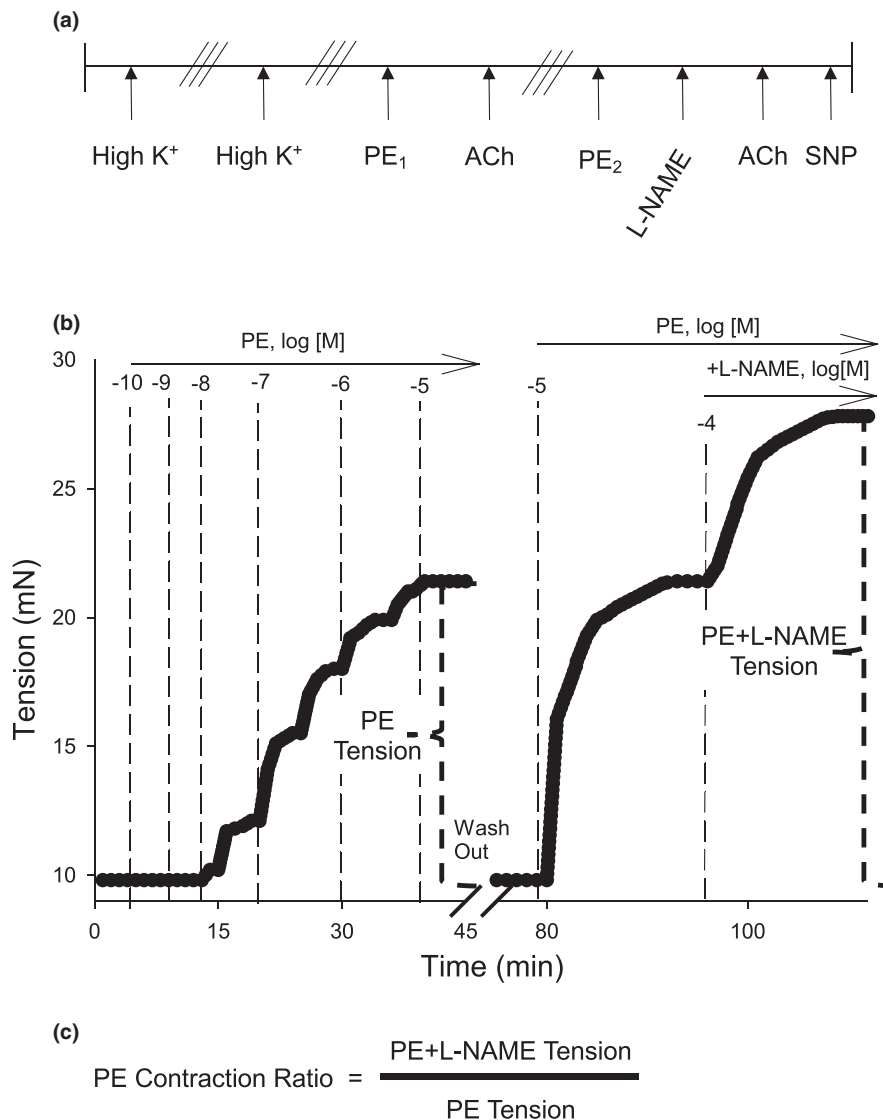 (a)
High K⁺ High K⁺ PE₁ ACh PE₂ L-NAME ACh SNP
(b)
PE, log [M] PE, log [M]
+L-NAME, log[M]
-10 -9 -8 -7 -6 -5 -5 -4
30
25
20
15
10
Tension (mN)
PE
Tension
Wash
Out
PE+L-NAME
Tension
0 15 30 45 80 100
Time (min)
(c)
PE Contraction Ratio = PE+L-NAME Tension
PE Tension